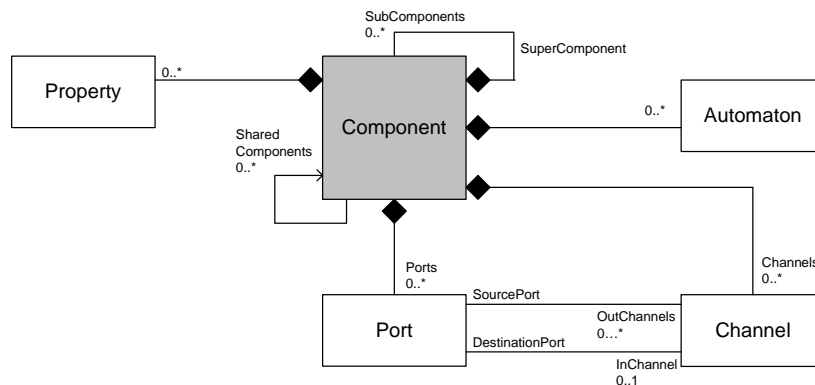 SubComponents
0..*
SuperComponent
0..*
Property
Component
0..*
Automaton
Shared
Components
0..*
Ports
0..*
Channels
0..*
SourcePort
OutChannels
0...*
Port
Channel
DestinationPort
InChannel
0..1